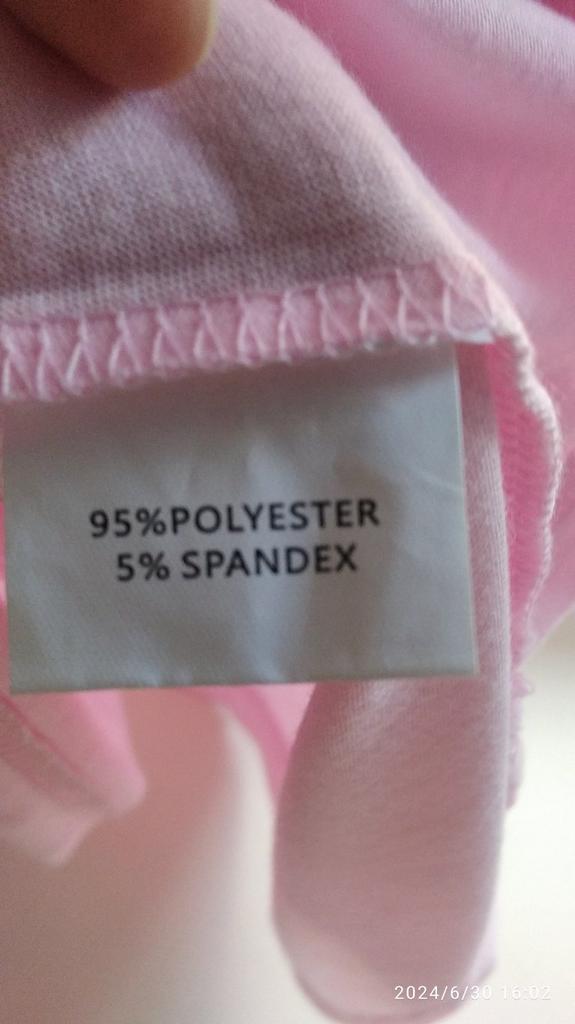 95%POLYESTER
5% SPANDEX
2024/6/30 16:02